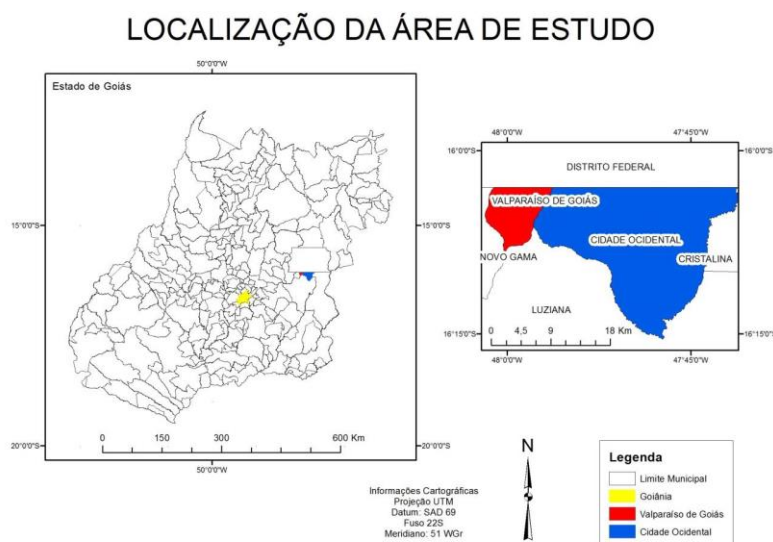 LOCALIZAÇÃO DA ÁREA DE ESTUDO
50°0'0"W
Estado de Goiás
15°0'0"S
15°0'0"S
20°0'0"S
20°0'0"S
0 150 300 600 Km
50°0'0"W
48°0'0"W
47°45'0"W
16°0'0"S
16°0'0"S
DISTRITO FEDERAL
VALPARAÍSO DE GOIÁS
CIDADE OCIDENTAL
NOVO GAMA
CRISTALINA
LUZIANA
0 4,5 9 18 Km
16°15'0"S
16°15'0"S
48°0'0"W
47°45'0"W
Informações Cartográficas
Projeção UTM
Datum: SAD 69
Fuso 22S
Meridiano: 51 WGr
N
Legenda
Limite Municipal
Goiânia
Valparaíso de Goiás
Cidade Ocidental